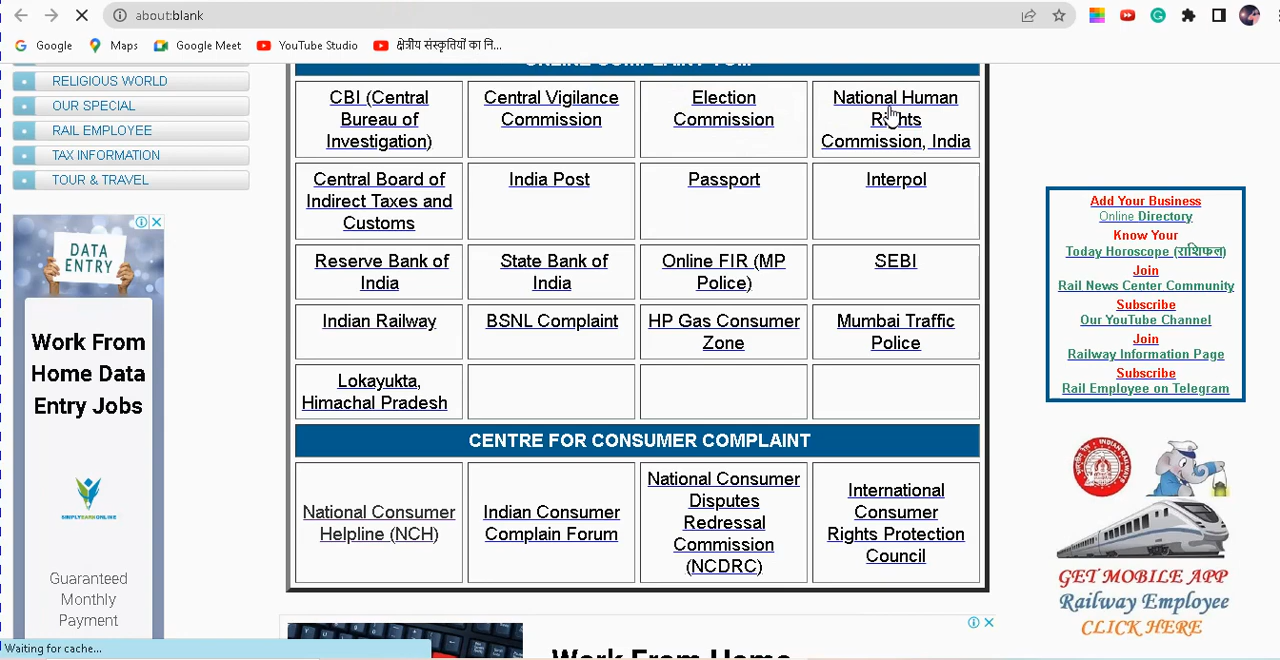 about:blank
Google
Maps
Google Meet
YouTube Studio
क्षेत्रीय संस्कृतियों का नि...
RELIGIOUS WORLD
OUR SPECIAL
RAIL EMPLOYEE
TAX INFORMATION
TOUR & TRAVEL
DATA
ENTRY
Work From
Home Data
Entry Jobs
Guaranteed
Monthly
Payment
CBI (Central
Bureau of
Investigation)
Central Vigilance
Commission
Election
Commission
National Human
Rights
Commission, India
Central Board of
Indirect Taxes and
Customs
India Post
Passport
Interpol
Reserve Bank of
India
State Bank of
India
Online FIR (MP
Police)
SEBI
Indian Railway
BSNL Complaint
HP Gas Consumer
Zone
Mumbai Traffic
Police
Lokayukta,
Himachal Pradesh
CENTRE FOR CONSUMER COMPLAINT
National Consumer
Helpline (NCH)
Indian Consumer
Complain Forum
National Consumer
Disputes
Redressal
Commission
(NCDRC)
International
Consumer
Rights Protection
Council
Work From Home
Add Your Business
Online Directory
Know Your
Today Horoscope (राशिफल)
Join
Rail News Center Community
Subscribe
Our YouTube Channel
Join
Railway Information Page
Subscribe
Rail Employee on Telegram
GET MOBILE APP
Railway Employee
CLICK HERE
Waiting for cache...